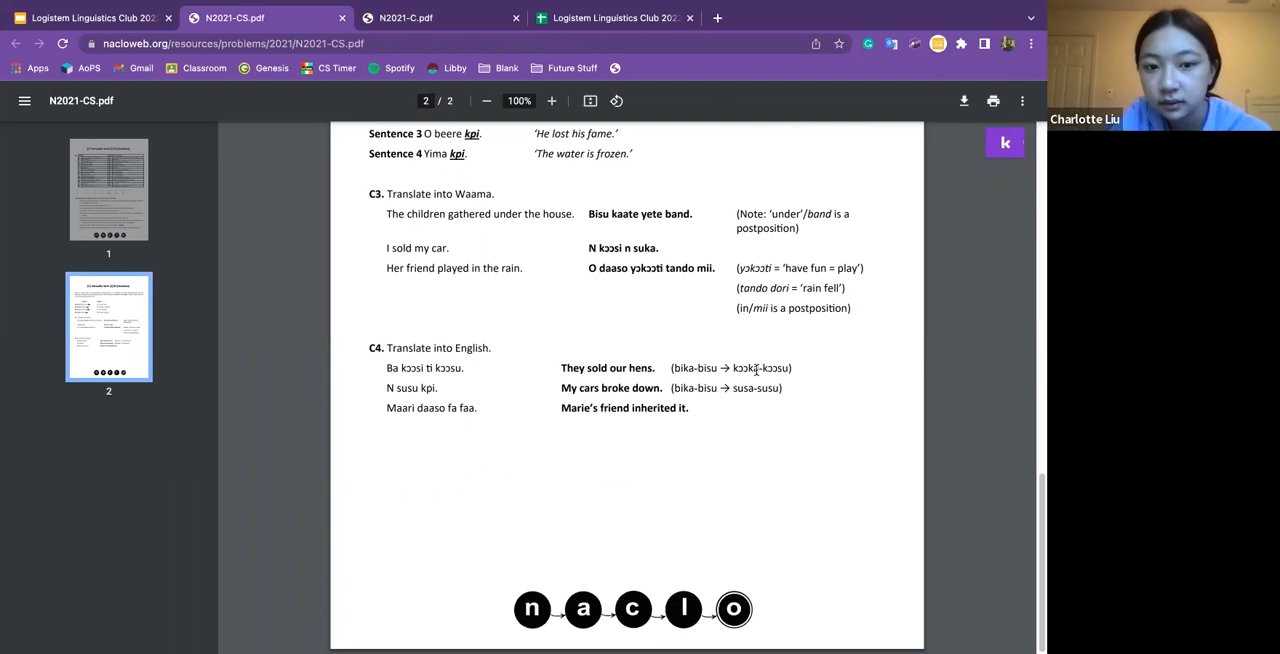 Logistem Linguistics Club 202
N2021-CS.pdf
N2021-C.pdf
Logistem Linguistics Club 202
nacloweb.org/resources/problems/2021/N2021-CS.pdf
Apps
AoPS
Gmail
Classroom
Genesis
CS Timer
Spotify
Libby
Blank
Future Stuff
N2021-CS.pdf
2 / 2
100%
Charlotte Liu
k
1
2
Sentence 3 O beere kpi. ‘He lost his fame.’
Sentence 4 Yima kpi. ‘The water is frozen.’
C3. Translate into Waama.
The children gathered under the house. Bisu kaate yete band. (Note: ‘under’/band is a
postposition)
I sold my car. N kɔɔsi n suka.
Her friend played in the rain. O daaso yɔkɔɔti tando mii. (yɔkɔɔti = ‘have fun = play’)
(tando dori = ‘rain fell’)
(in/mii is a postposition)
C4. Translate into English.
Ba kɔɔsi ti kɔɔsu. They sold our hens. (bika-bisu → kɔɔka-kɔɔsu)
N susu kpi. My cars broke down. (bika-bisu → susa-susu)
Maari daaso fa faa. Marie’s friend inherited it.
n a c l o